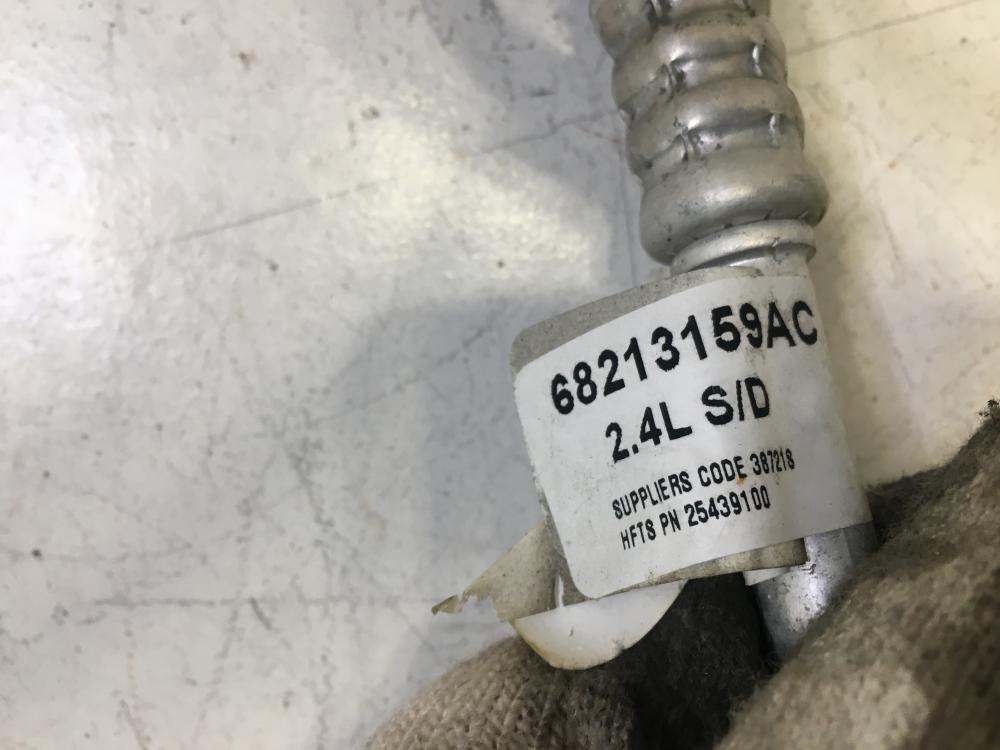 68213159AC
2.4L S/D
SUPPLIERS CODE 387218
HFTS PN 25439100